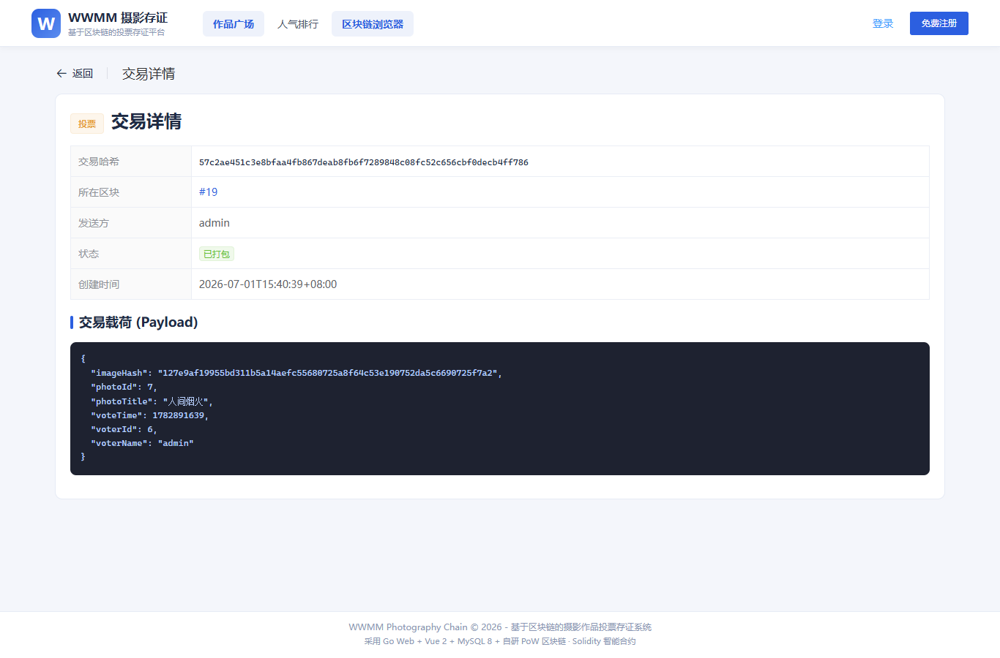 W
WWMM 摄影存证
基于区块链的投票存证平台
作品广场
人气排行
区块链浏览器
登录
免费注册
← 返回
交易详情
投票 交易详情
交易哈希 57c2ae451c3e8bfaa4fb867deab8fb6f7289848c08fc52c656cbf0decb4ff786
所在区块 #19
发送方 admin
状态 已打包
创建时间 2026-07-01T15:40:39+08:00
交易载荷 (Payload)
{
"imageHash": "127e9af19955bd311b5a14aefc55680725a8f64c53e190752da5c6690725f7a2",
"photoId": 7,
"photoTitle": "人间烟火",
"voteTime": 1782891639,
"voterId": 6,
"voterName": "admin"
}
WWMM Photography Chain © 2026 - 基于区块链的摄影作品投票存证系统
采用 Go Web + Vue 2 + MySQL 8 + 自研 PoW 区块链 · Solidity 智能合约